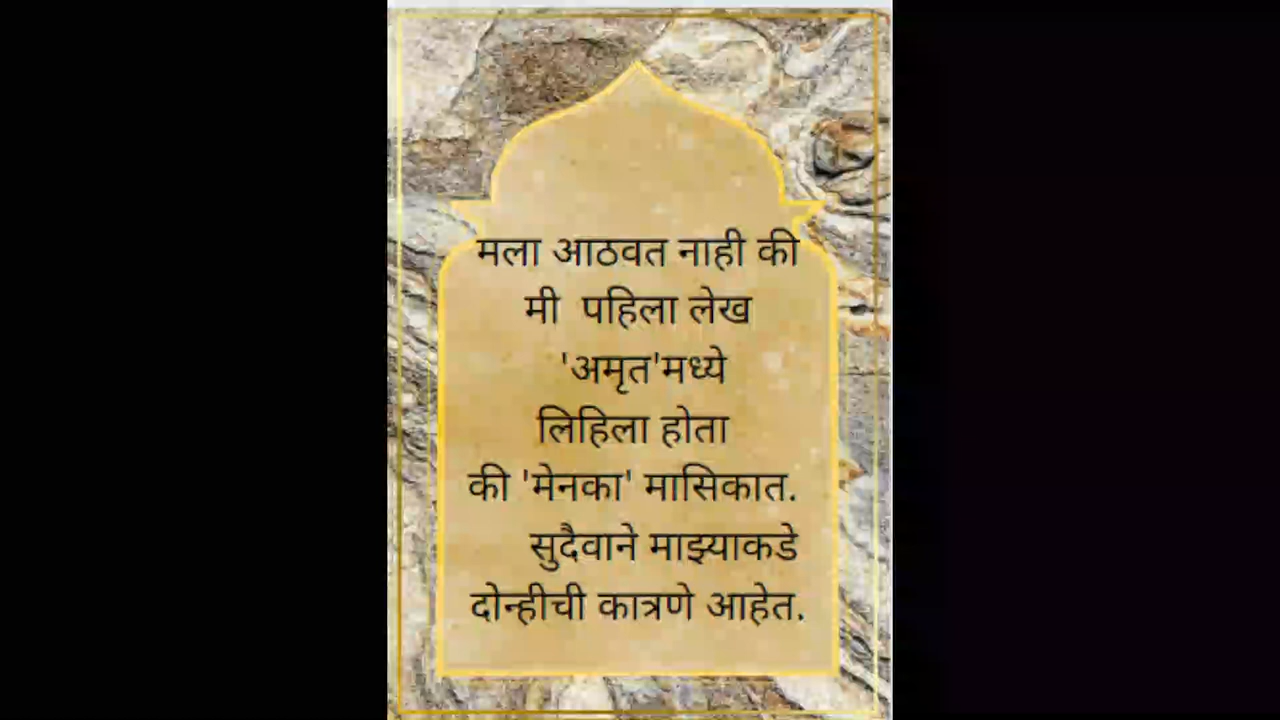 मला आठवत नाही की
मी पहिला लेख
'अमृत'मध्ये
लिहिला होता
की 'मेनका' मासिकात.
सुदैवाने माझ्याकडे
दोन्हीची कात्रणे आहेत.